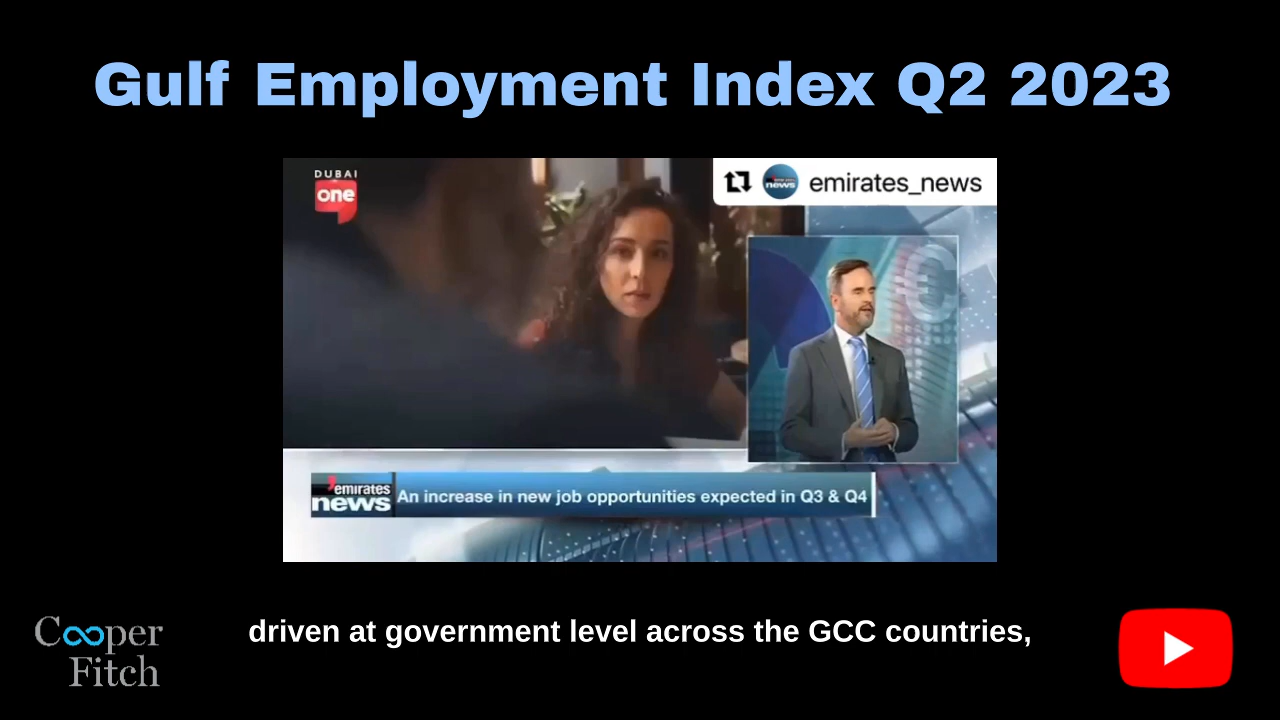 Gulf Employment Index Q2 2023
DUBAI
one
news
emirates_news
emirates
news
An increase in new job opportunities expected in Q3 & Q4
driven at government level across the GCC countries,
Cooper
Fitch